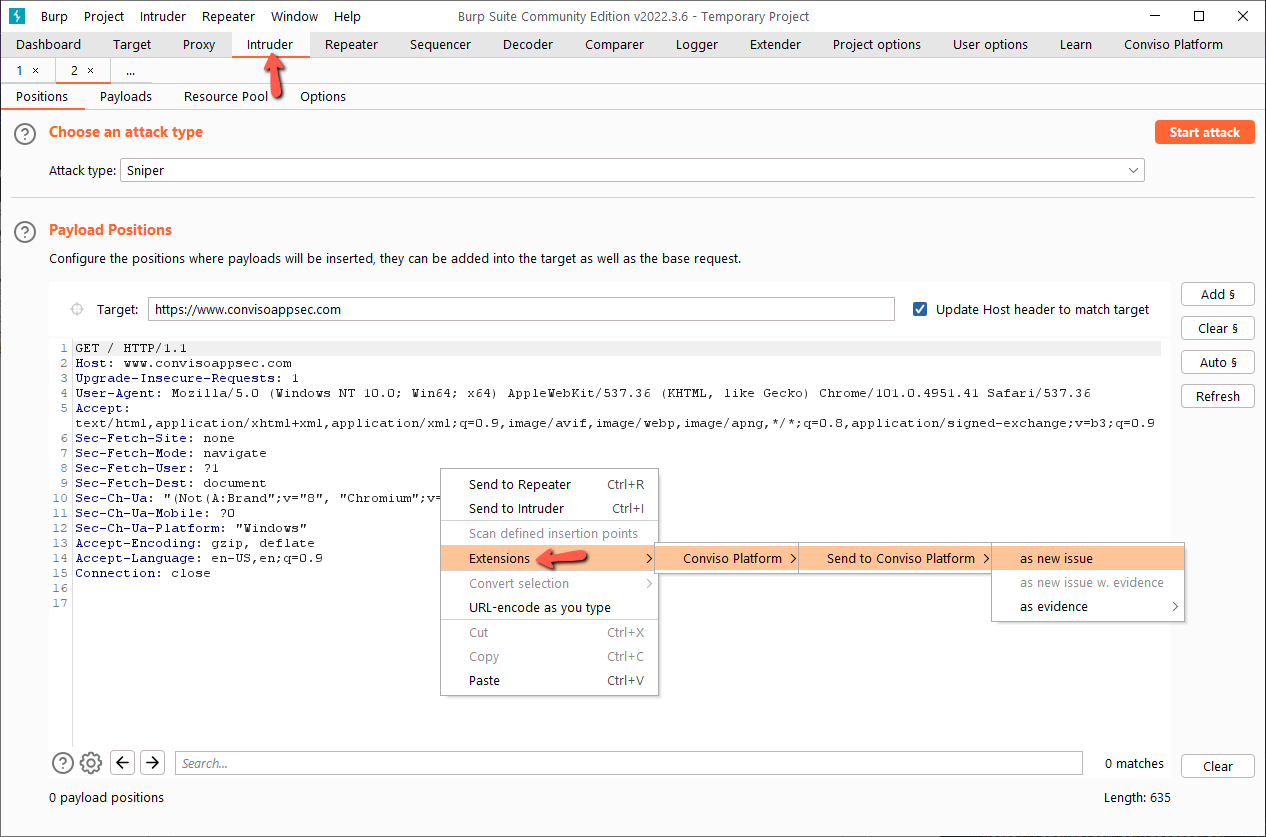 Burp Project Intruder Repeater Window Help Burp Suite Community Edition v2022.3.6 - Temporary Project
Dashboard Target Proxy Intruder Repeater Sequencer Decoder Comparer Logger Extender Project options User options Learn Conviso Platform
1 × 2 × ...
Positions Payloads Resource Pool Options
Choose an attack type Start attack
Attack type: Sniper
Payload Positions
Configure the positions where payloads will be inserted, they can be added into the target as well as the base request.
Add §
Target: https://www.convisoappsec.com Update Host header to match target
Clear §
Auto §
Refresh
1 GET / HTTP/1.1
2 Host: www.convisoappsec.com
3 Upgrade-Insecure-Requests: 1
4 User-Agent: Mozilla/5.0 (Windows NT 10.0; Win64; x64) AppleWebKit/537.36 (KHTML, like Gecko) Chrome/101.0.4951.41 Safari/537.36
5 Accept:
text/html,application/xhtml+xml,application/xml;q=0.9,image/avif,image/webp,image/apng,*/*;q=0.8,application/signed-exchange;v=b3;q=0.9
6 Sec-Fetch-Site: none
7 Sec-Fetch-Mode: navigate
8 Sec-Fetch-User: ?1
9 Sec-Fetch-Dest: document
10 Sec-Ch-Ua: "(Not(A:Brand";v="8", "Chromium";v=
11 Sec-Ch-Ua-Mobile: ?0
12 Sec-Ch-Ua-Platform: "Windows"
13 Accept-Encoding: gzip, deflate
14 Accept-Language: en-US,en;q=0.9
15 Connection: close
16
17
Send to Repeater Ctrl+R
Send to Intruder Ctrl+I
Scan defined insertion points
Extensions
Convert selection
URL-encode as you type
Cut Ctrl+X
Copy Ctrl+C
Paste Ctrl+V
Conviso Platform
Send to Conviso Platform
as new issue
as new issue w. evidence
as evidence
Search... 0 matches Clear
0 payload positions Length: 635